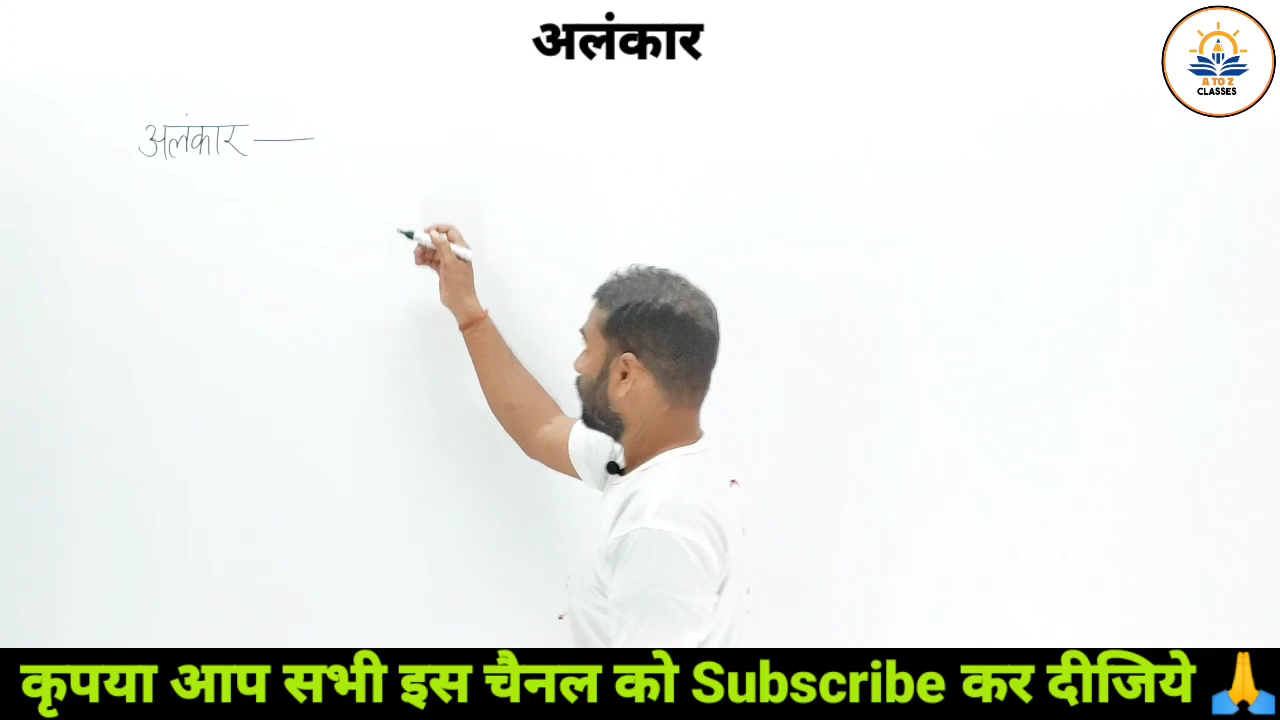 अलंकार
A TO Z
CLASSES
अलंकार —
कृपया आप सभी इस चैनल को Subscribe कर दीजिये 🙏